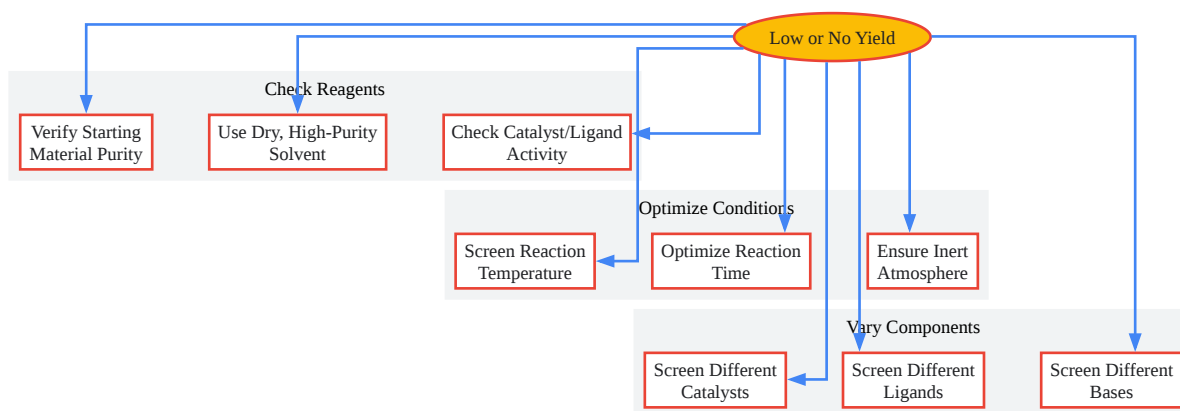 Low or No Yield
Check Reagents
Verify Starting
Material Purity
Use Dry, High-Purity
Solvent
Check Catalyst/Ligand
Activity
Optimize Conditions
Screen Reaction
Temperature
Optimize Reaction
Time
Ensure Inert
Atmosphere
Vary Components
Screen Different
Catalysts
Screen Different
Ligands
Screen Different
Bases